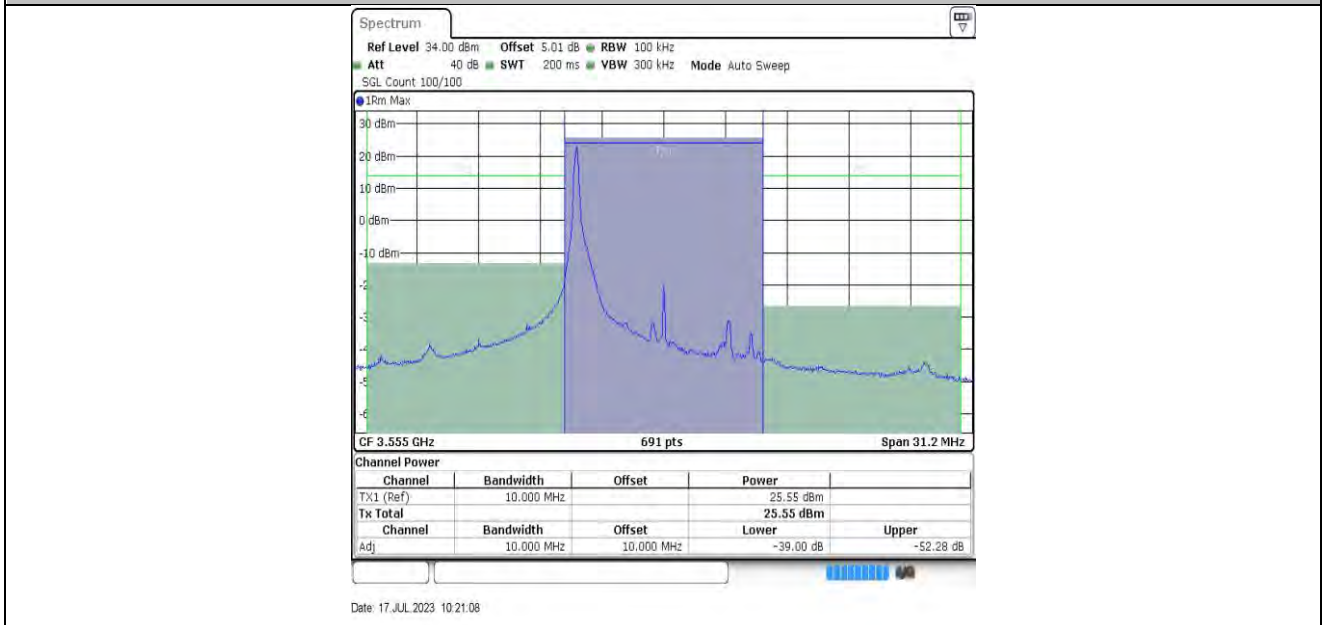 Spectrum
Ref Level 34.00 dBm Offset 5.01 dB RBW 100 kHz
Att 40 dB SWT 200 ms VBW 300 kHz Mode Auto Sweep
SGL Count 100/100
1Rm Max
30 dBm
20 dBm
10 dBm
0 dBm
-10 dBm
CF 3.555 GHz 691 pts Span 31.2 MHz
Channel Power
Channel Bandwidth Offset Power
TX1 (Ref) 10.000 MHz 25.55 dBm
Tx Total 25.55 dBm
Channel Bandwidth Offset Lower Upper
Adj 10.000 MHz 10.000 MHz -39.00 dB -52.28 dB
Date: 17.JUL.2023 10:21:08